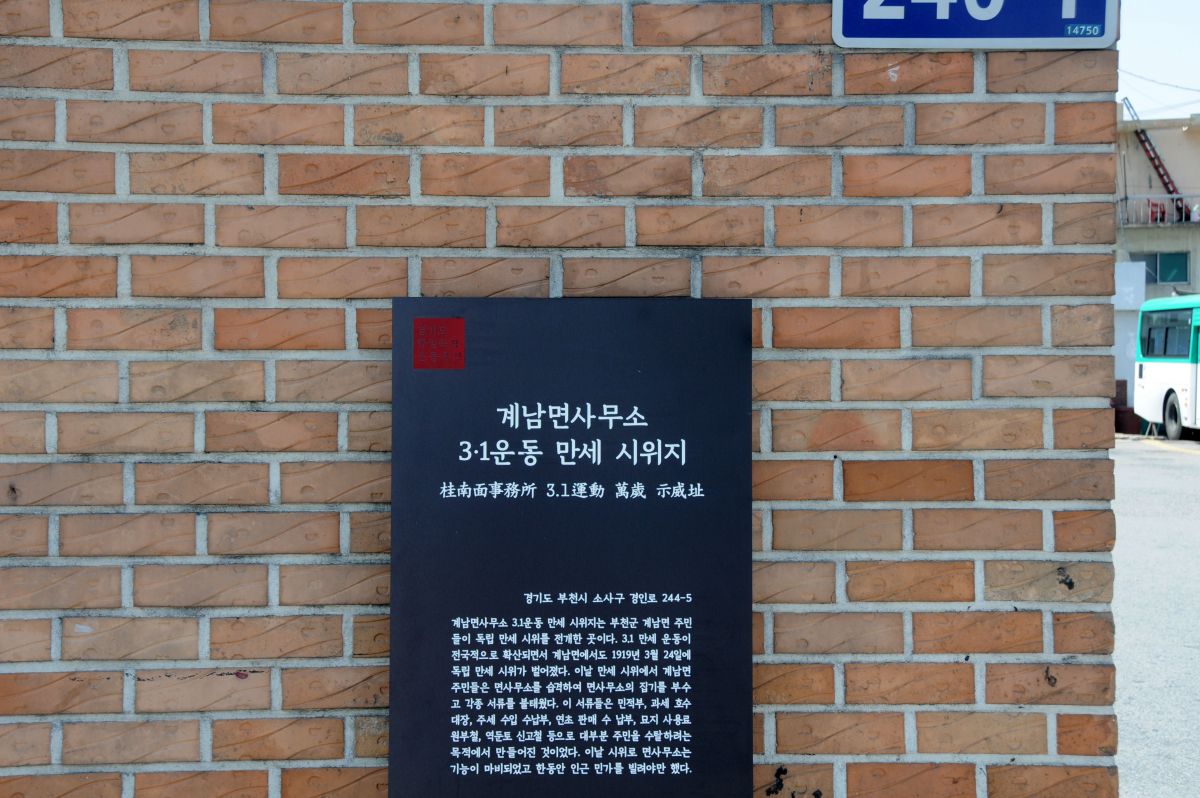 14750
경기도
항일운동
계남면사무소
3·1운동 만세 시위지
桂南面事務所 3.1運動 萬歲 示威址
경기도 부천시 소사구 경인로 244-5
계남면사무소 3.1운동 만세 시위지는 부천군 계남면 주민
들이 독립 만세 시위를 전개한 곳이다. 3.1 만세 운동이
전국적으로 확산되면서 계남면에서도 1919년 3월 24일에
독립 만세 시위가 벌어졌다. 이날 만세 시위에서 계남면
주민들은 면사무소를 습격하여 면사무소의 집기를 부수
고 각종 서류를 불태웠다. 이 서류들은 민적부, 과세 호수
대장, 주세 수입 수납부, 연초 판매 수 납부, 묘지 사용료
원부철, 역둔토 신고철 등으로 대부분 주민을 수탈하려는
목적에서 만들어진 것이었다. 이날 시위로 면사무소는
기능이 마비되었고 한동안 인근 민가를 빌려야만 했다.